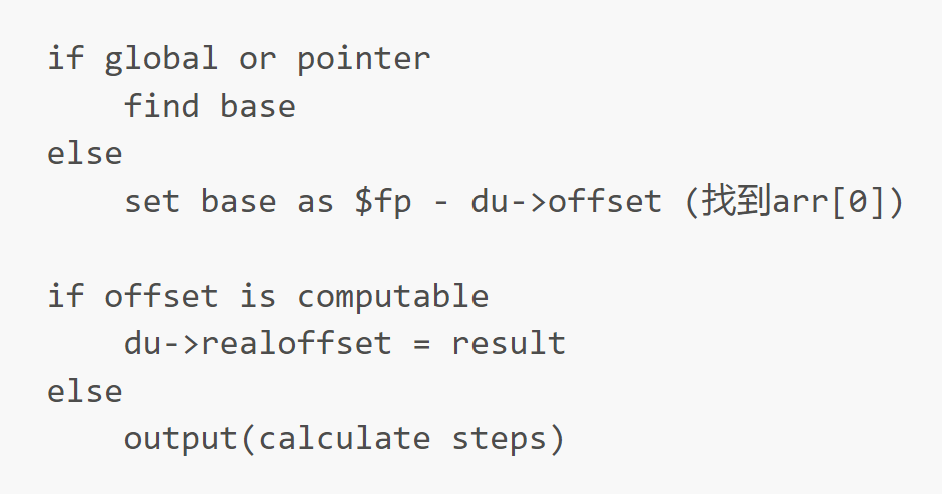 if global or pointer
    find base
else
    set base as $fp - du->offset (找到arr[0])

if offset is computable
    du->realoffset = result
else
    output(calculate steps)